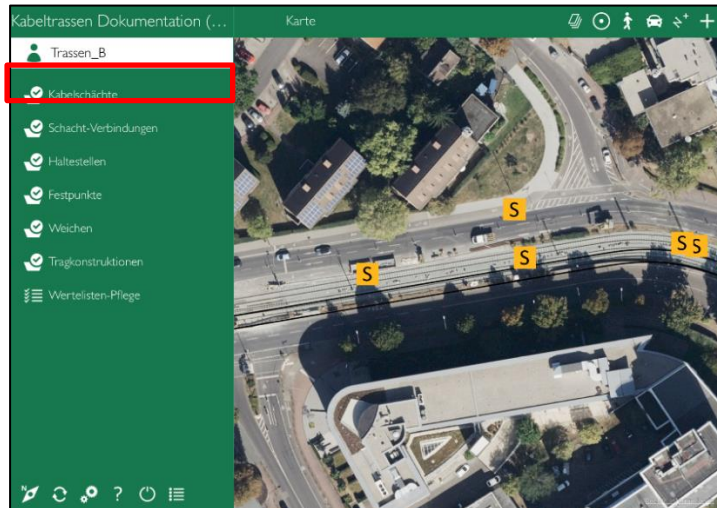 Kabeltrassen Dokumentation (...
Karte
Trassen_B
Kabelschächte
Schacht-Verbindungen
Haltestellen
Festpunkte
Weichen
Tragkonstruktionen
Wertelisten-Pflege
S
S
S
S S
N
?